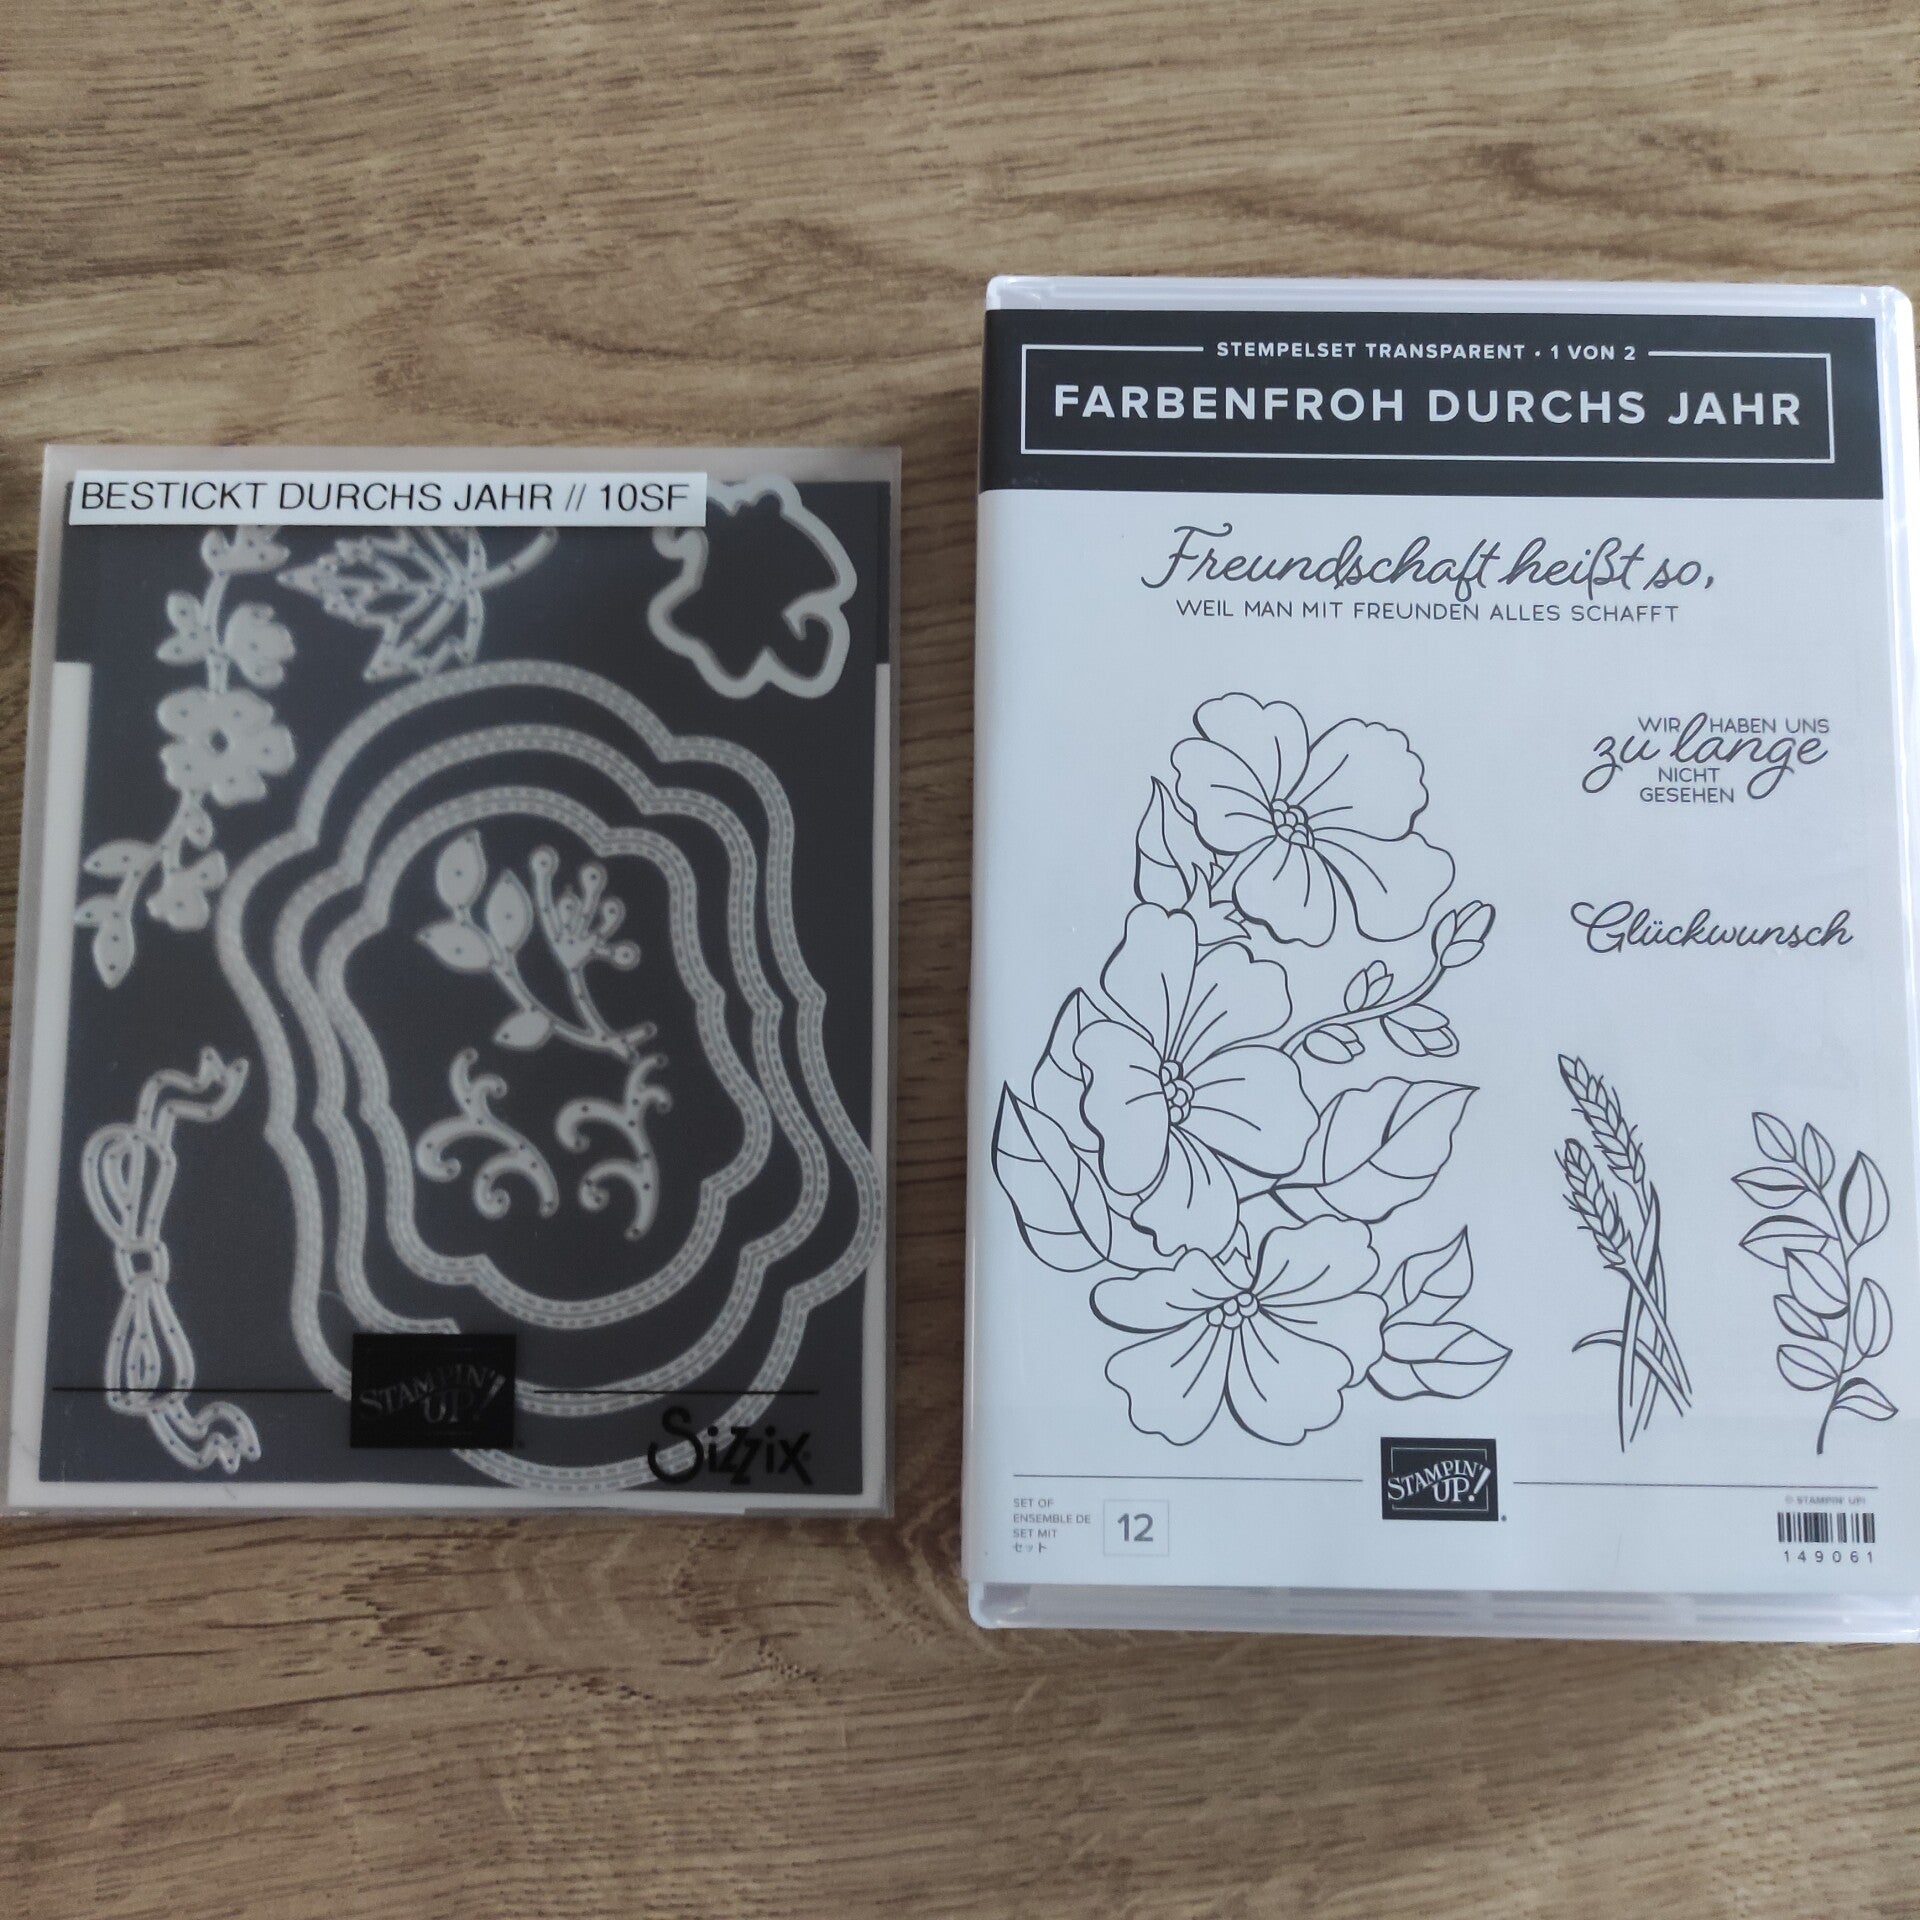 BESTICKT DURCHS JAHR // 10SF
STAMPIN'
UP!
Sizzix
STEMPELSET TRANSPARENT • 1 VON 2
FARBENFROH DURCHS JAHR
Freundschaft heißt so,
WEIL MAN MIT FREUNDEN ALLES SCHAFFT
WIR HABEN UNS
zu lange
NICHT
GESEHEN
Glückwunsch
SET OF
ENSEMBLE DE
SET MIT
セット
12
STAMPIN'
UP!
© STAMPIN' UP!
149061